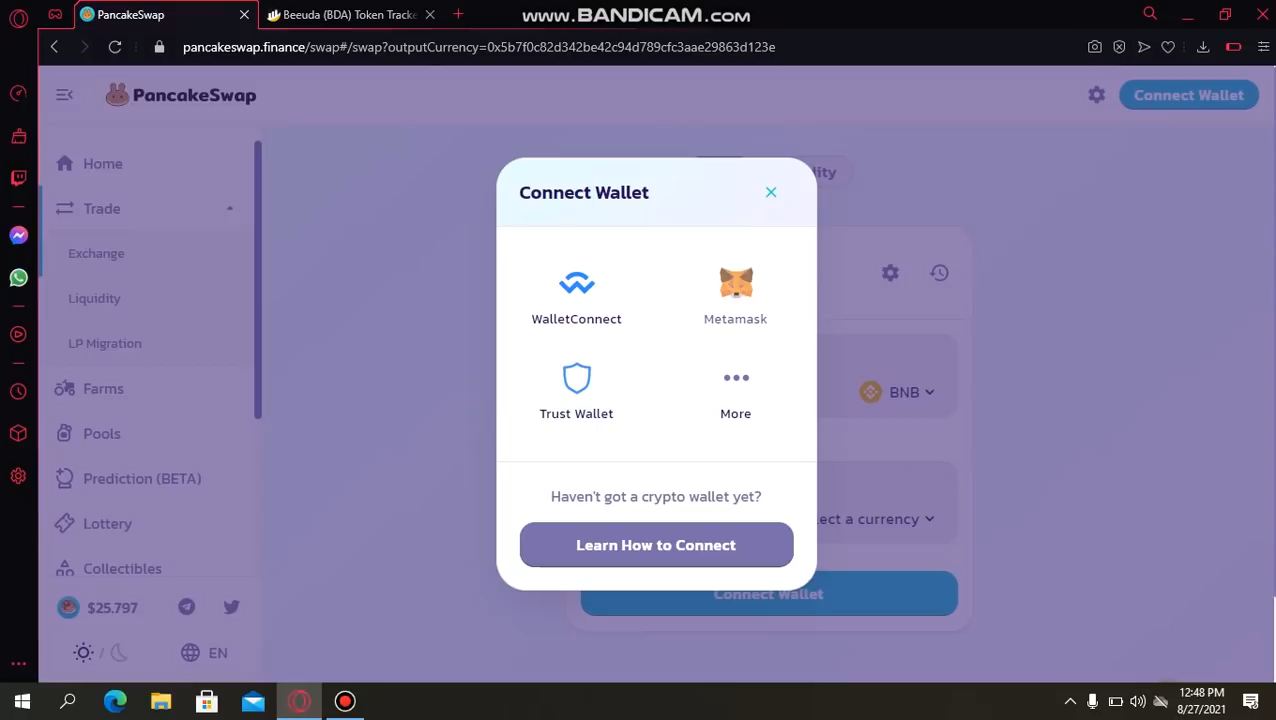 www.BANDICAM.com
PancakeSwap
Beeuda (BDA) Token Tracke
pancakeswap.finance/swap#/swap?outputCurrency=0x5b7f0c82d342be42c94d789cfc3aae29863d123e
PancakeSwap
Connect Wallet
Home
Trade
Exchange
Liquidity
LP Migration
Farms
Pools
Prediction (BETA)
Lottery
Collectibles
$25.797
/
EN
dity
Connect Wallet
WalletConnect
Metamask
Trust Wallet
More
Haven't got a crypto wallet yet?
Learn How to Connect
BNB
lect a currency
Connect Wallet
12:48 PM
8/27/2021